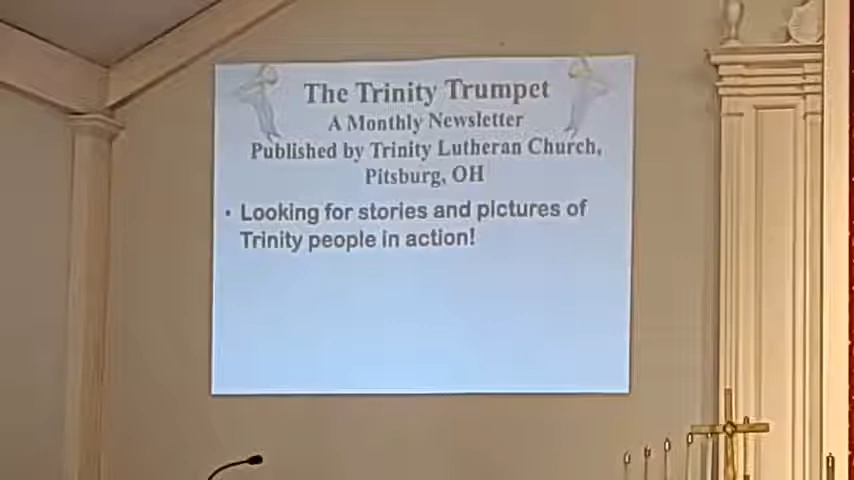 The Trinity Trumpet
A Monthly Newsletter
Published by Trinity Lutheran Church,
Pitsburg, OH
• Looking for stories and pictures of
Trinity people in action!